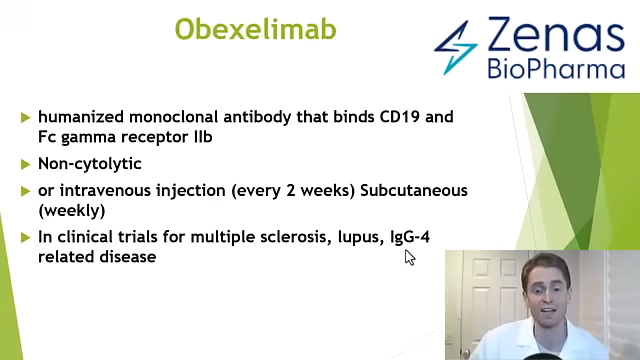 Obexelimab
Zenas
BioPharma
humanized monoclonal antibody that binds CD19 and
Fc gamma receptor IIb
Non-cytolytic
or intravenous injection (every 2 weeks) Subcutaneous
(weekly)
In clinical trials for multiple sclerosis, lupus, IgG-4
related disease